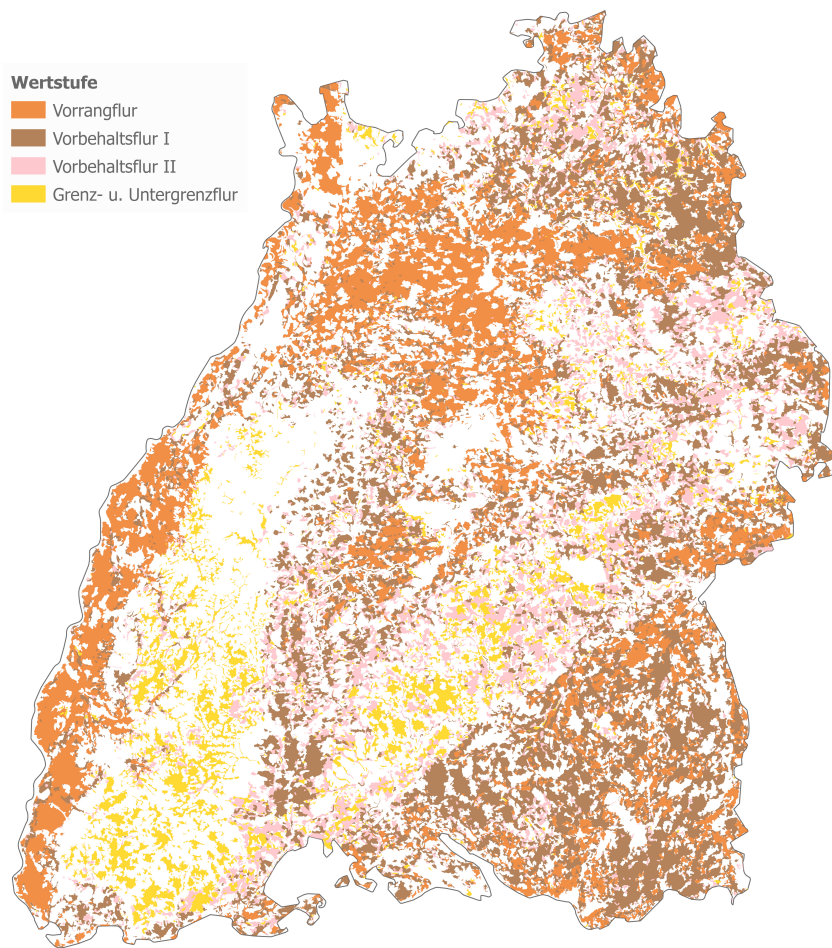 Wertstufe
Vorrangflur
Vorbehaltsflur I
Vorbehaltsflur II
Grenz- u. Untergrenzflur